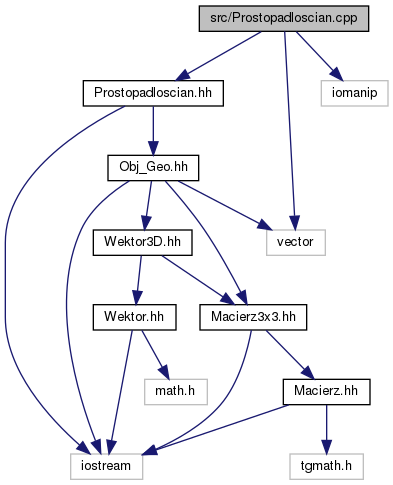 src/Prostopadloscian.cpp
Prostopadloscian.hh
iomanip
Obj_Geo.hh
Wektor3D.hh
vector
Wektor.hh
Macierz3x3.hh
math.h
Macierz.hh
iostream
tgmath.h